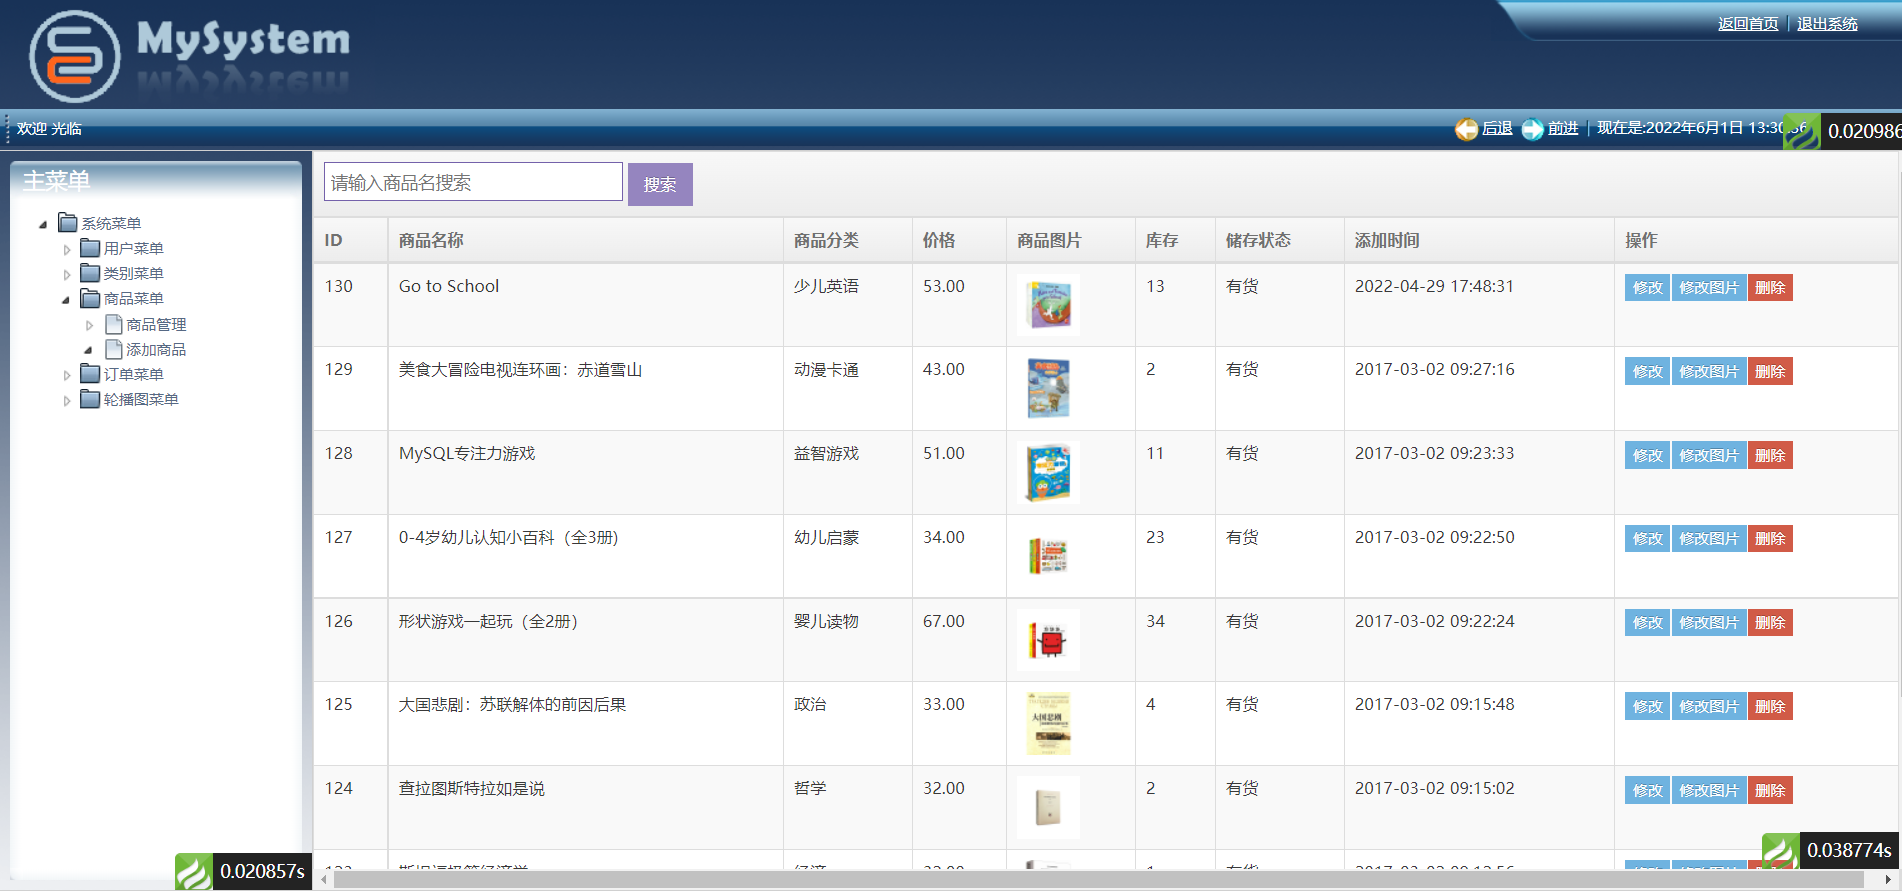 MySystem
返回首页 | 退出系统
欢迎 光临
后退 前进 | 现在是:2022年6月1日 13:30:36
0.020986
主菜单
系统菜单
用户菜单
类别菜单
商品菜单
商品管理
添加商品
订单菜单
轮播图菜单
0.020857s
请输入商品名搜索 搜索
ID 商品名称 商品分类 价格 商品图片 库存 储存状态 添加时间 操作
130 Go to School 少儿英语 53.00 13 有货 2022-04-29 17:48:31 修改 修改图片 删除
129 美食大冒险电视连环画：赤道雪山 动漫卡通 43.00 2 有货 2017-03-02 09:27:16 修改 修改图片 删除
128 MySQL专注力游戏 益智游戏 51.00 11 有货 2017-03-02 09:23:33 修改 修改图片 删除
127 0-4岁幼儿认知小百科（全3册) 幼儿启蒙 34.00 23 有货 2017-03-02 09:22:50 修改 修改图片 删除
126 形状游戏一起玩（全2册） 婴儿读物 67.00 34 有货 2017-03-02 09:22:24 修改 修改图片 删除
125 大国悲剧：苏联解体的前因后果 政治 33.00 大国悲剧 4 有货 2017-03-02 09:15:48 修改 修改图片 删除
124 查拉图斯特拉如是说 哲学 32.00 2 有货 2017-03-02 09:15:02 修改 修改图片 删除
0.038774s